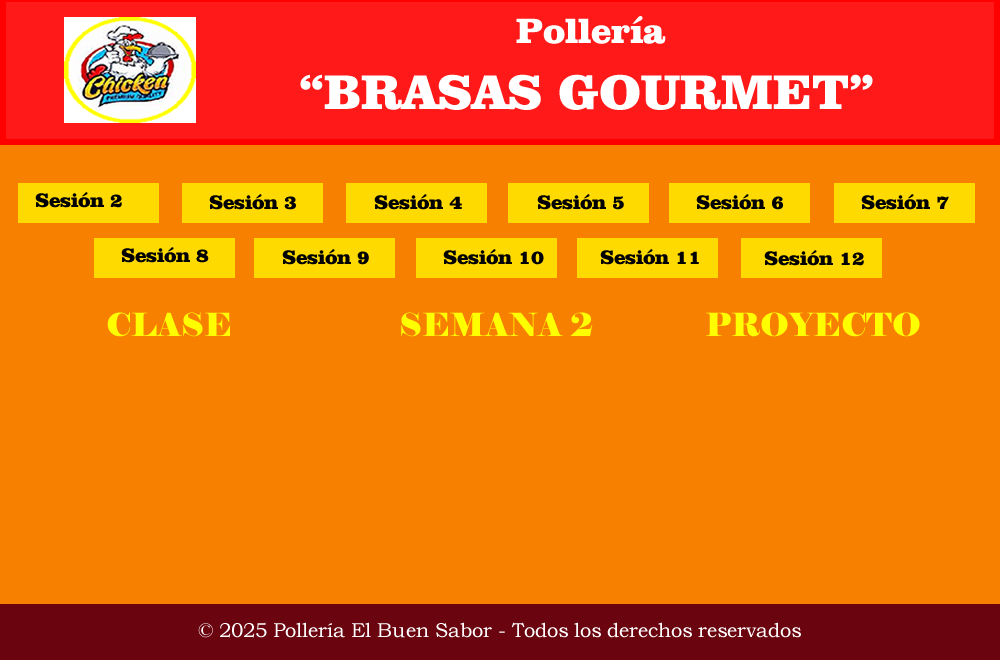 Pollería
“BRASAS GOURMET”
Chicken
Sesión 2 Sesión 3 Sesión 4 Sesión 5 Sesión 6 Sesión 7
Sesión 8 Sesión 9 Sesión 10 Sesión 11 Sesión 12
CLASE SEMANA 2 PROYECTO
© 2025 Pollería El Buen Sabor - Todos los derechos reservados